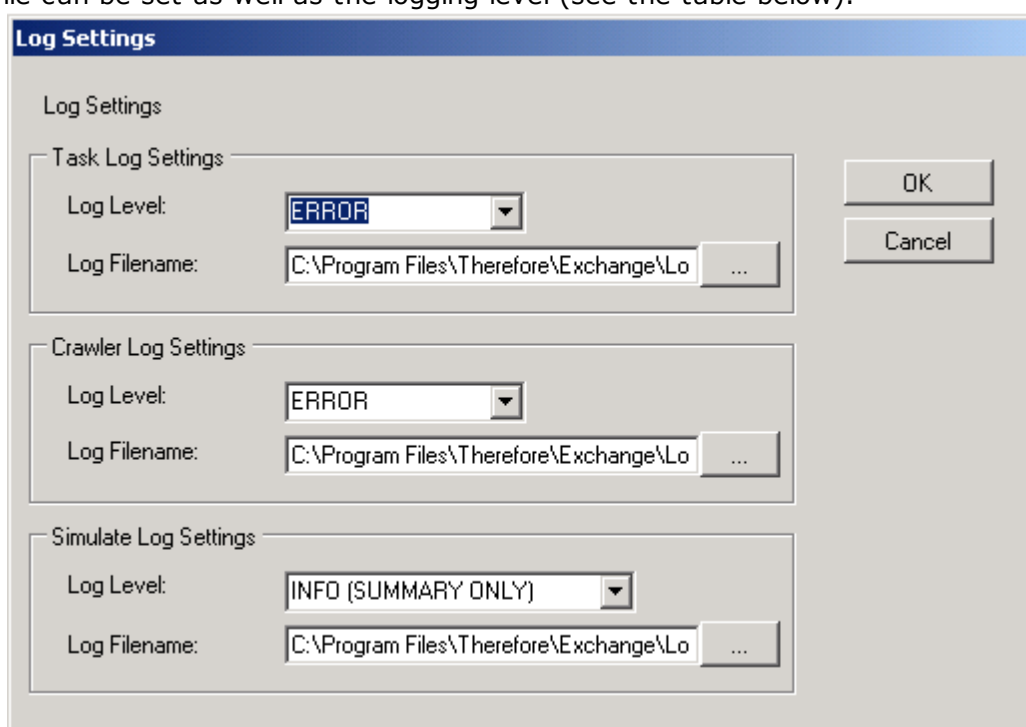 file can be set as well as the logging level (see the table below).
Log Settings
Log Settings
Task Log Settings
Log Level:
ERROR
Log Filename:
C:\Program Files\Therefore\Exchange\Lo
...
OK
Cancel
Crawler Log Settings
Log Level:
ERROR
Log Filename:
C:\Program Files\Therefore\Exchange\Lo
...
Simulate Log Settings
Log Level:
INFO (SUMMARY ONLY)
Log Filename:
C:\Program Files\Therefore\Exchange\Lo
...